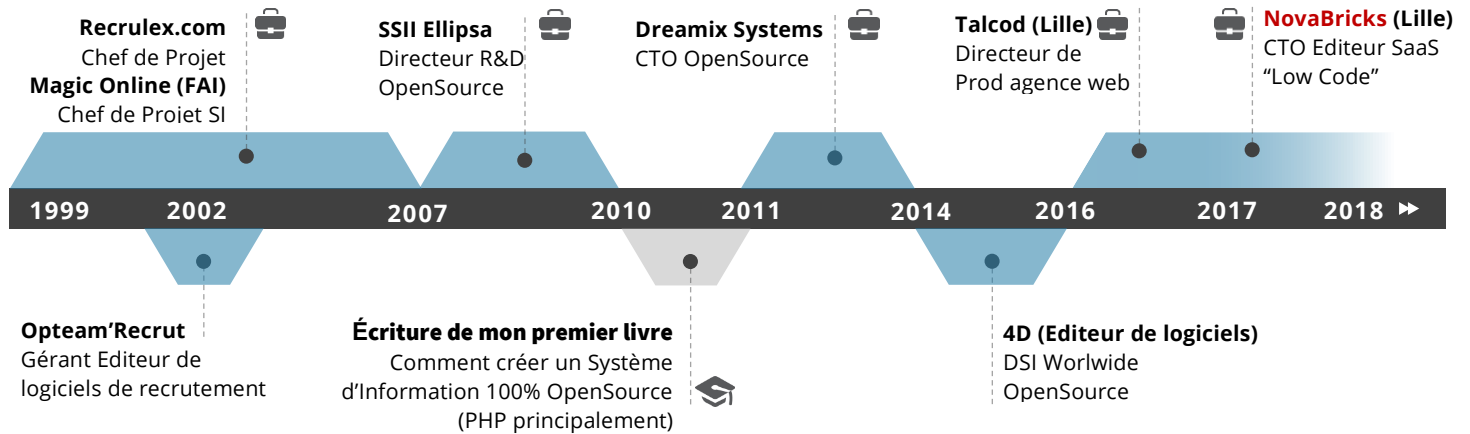 Recrulex.com
Chef de Projet
Magic Online (FAI)
Chef de Projet SI
SSII Ellipsa
Directeur R&D
OpenSource
Dreamix Systems
CTO OpenSource
Talcod (Lille)
Directeur de
Prod agence web
NovaBricks (Lille)
CTO Editeur SaaS
“Low Code”
1999 2002 2007 2010 2011 2014 2016 2017 2018
Opteam’Recrut
Gérant Editeur de
logiciels de recrutement
Écriture de mon premier livre
Comment créer un Système
d’Information 100% OpenSource
(PHP principalement)
4D (Editeur de logiciels)
DSI Worlwide
OpenSource